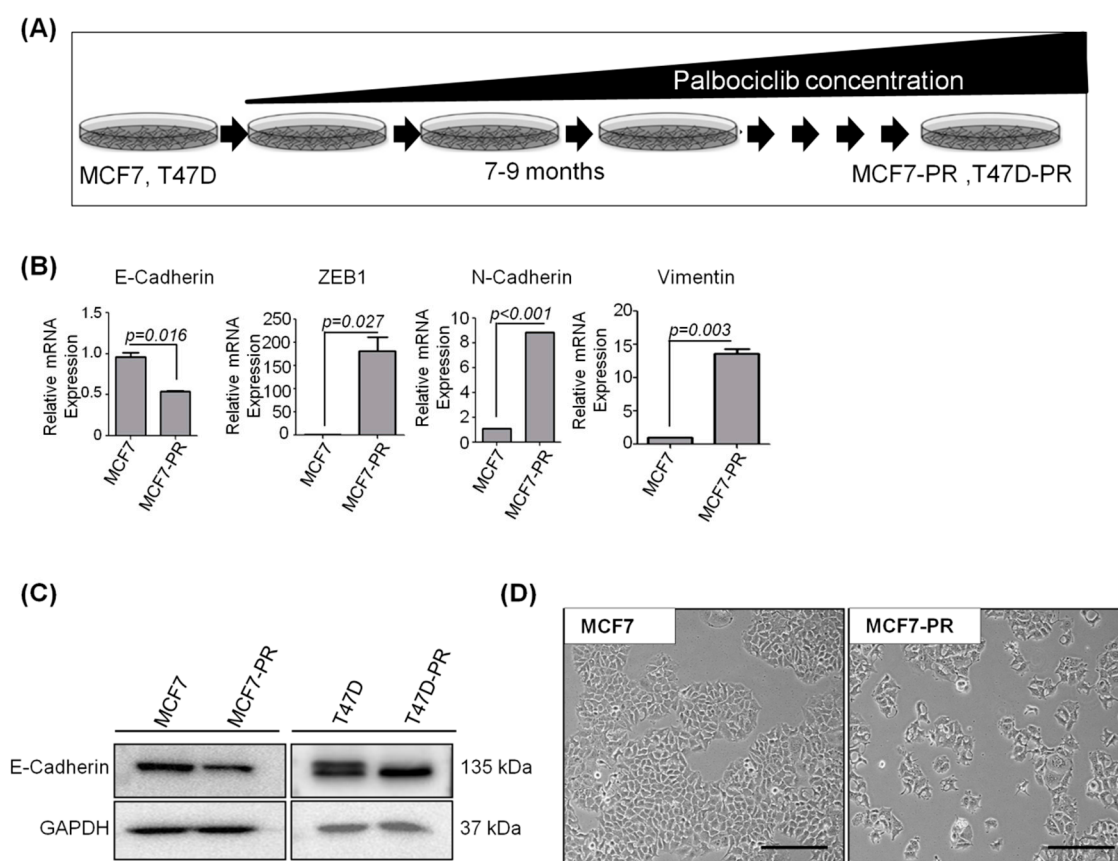 (A)
Palbociclib concentration
MCF7, T47D
7-9 months
MCF7-PR ,T47D-PR
(B)
E-Cadherin
ZEB1
N-Cadherin
Vimentin
Relative mRNA
Expression
1.5
1.0
0.5
0
p=0.016
MCF7
MCF7-PR
Relative mRNA
Expression
250
200
150
100
50
0
p=0.027
MCF7
MCF7-PR
Relative mRNA
Expression
10
8
6
4
2
0
p<0.001
MCF7
MCF7-PR
Relative mRNA
Expression
20
15
10
5
0
p=0.003
MCF7
MCF7-PR
(C)
MCF7
MCF7-PR
T47D
T47D-PR
E-Cadherin
135 kDa
GAPDH
37 kDa
(D)
MCF7
MCF7-PR